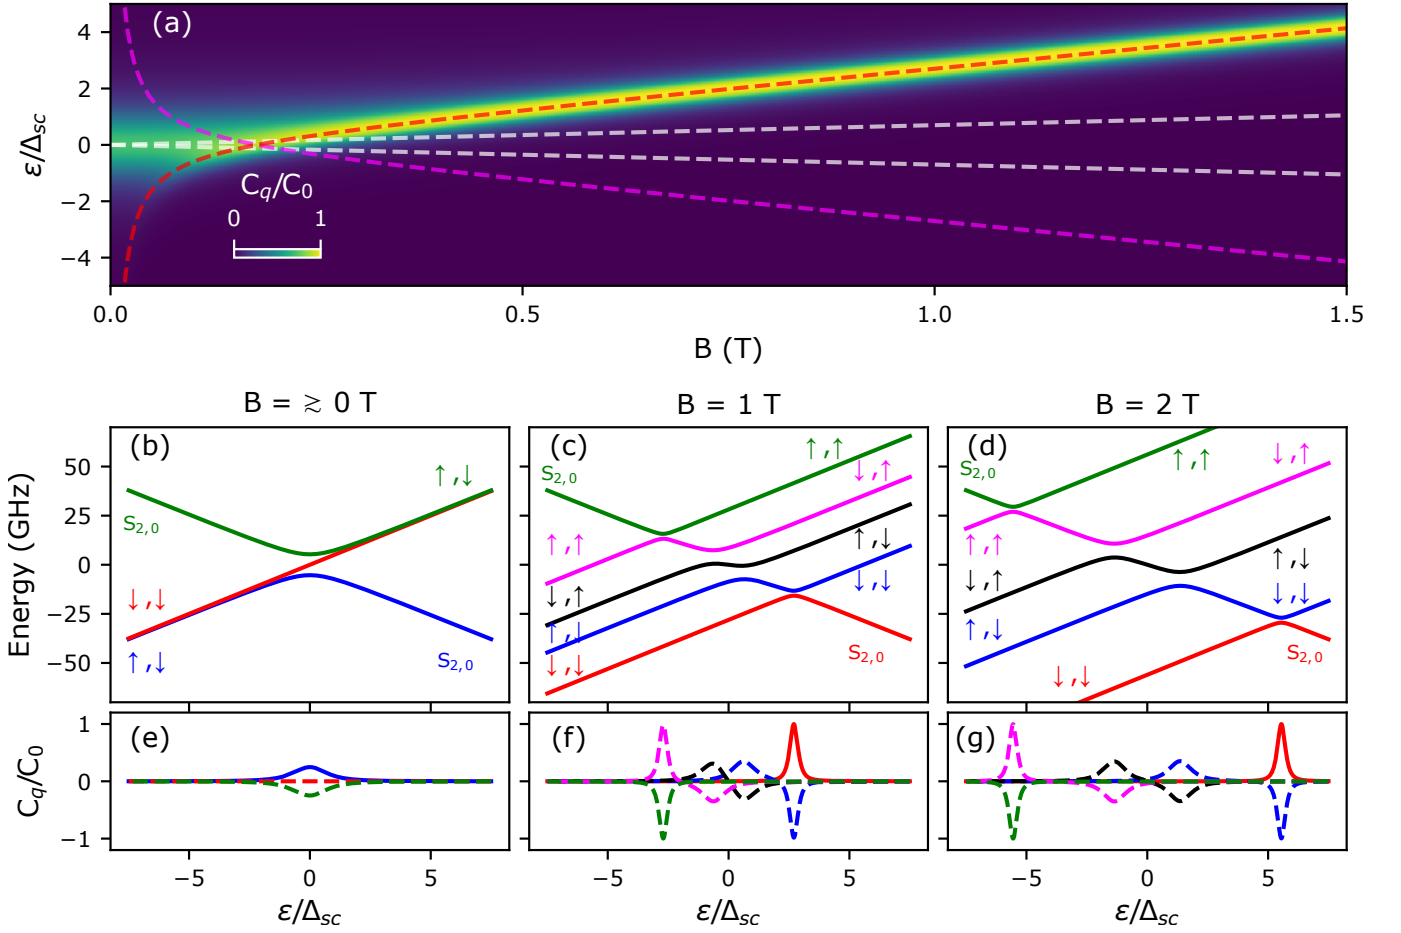 (a)
4
2
0
−2
−4
ε/Δsc
Cq/C0
0 1
0.0 0.5 1.0 1.5
B (T)
B = ≳ 0 T B = 1 T B = 2 T
(b)
50
25
0
−25
−50
Energy (GHz)
↑,↓
S2,0
↓,↓
↑,↓
S2,0
(c)
↑,↑
S2,0
↓,↑
↑,↑
↑,↓
↓,↑
↓,↓
↑,↓
↓,↓
S2,0
(d)
↓,↑
S2,0
↑,↑
↑,↑
↑,↓
↓,↑
↓,↓
↑,↓
↓,↓
S2,0
(e) (f) (g)
1
0
−1
Cq/C0
−5 0 5 −5 0 5 −5 0 5
ε/Δsc ε/Δsc ε/Δsc